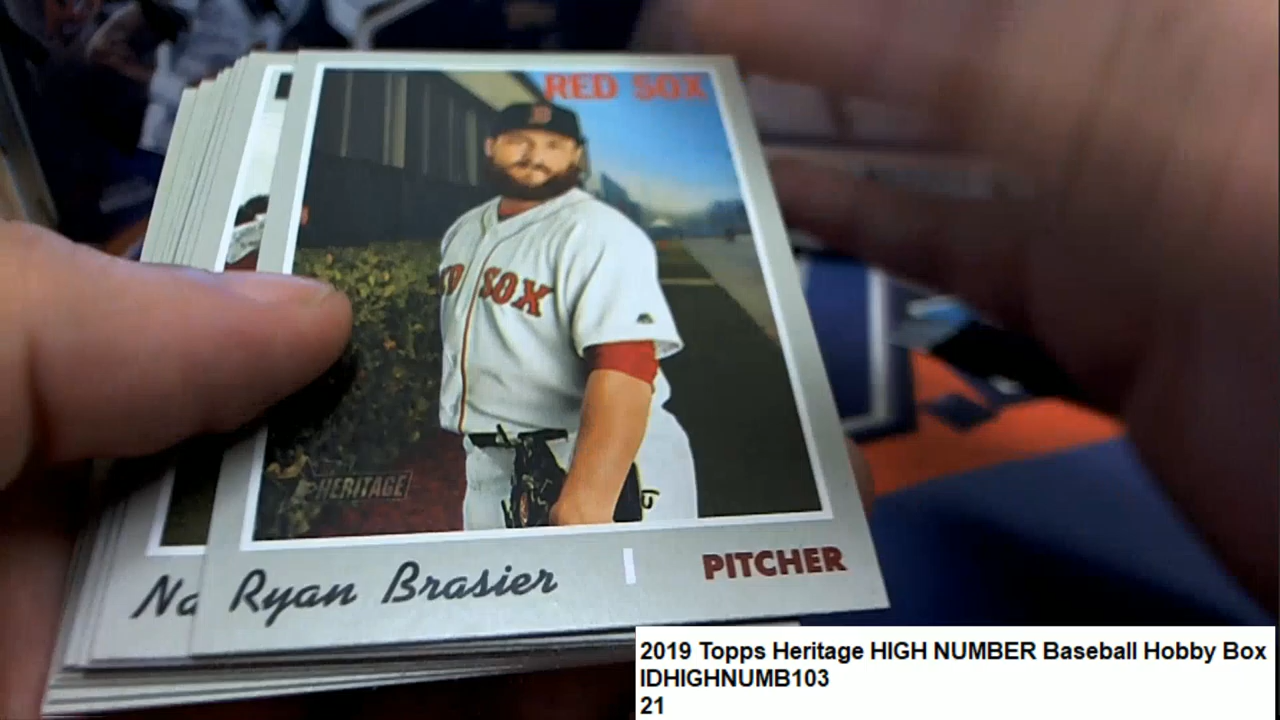 RED SOX
B
SOX
HERITAGE
Ryan Brasier
PITCHER
2019 Topps Heritage HIGH NUMBER Baseball Hobby Box
IDHIGHNUMB103
21